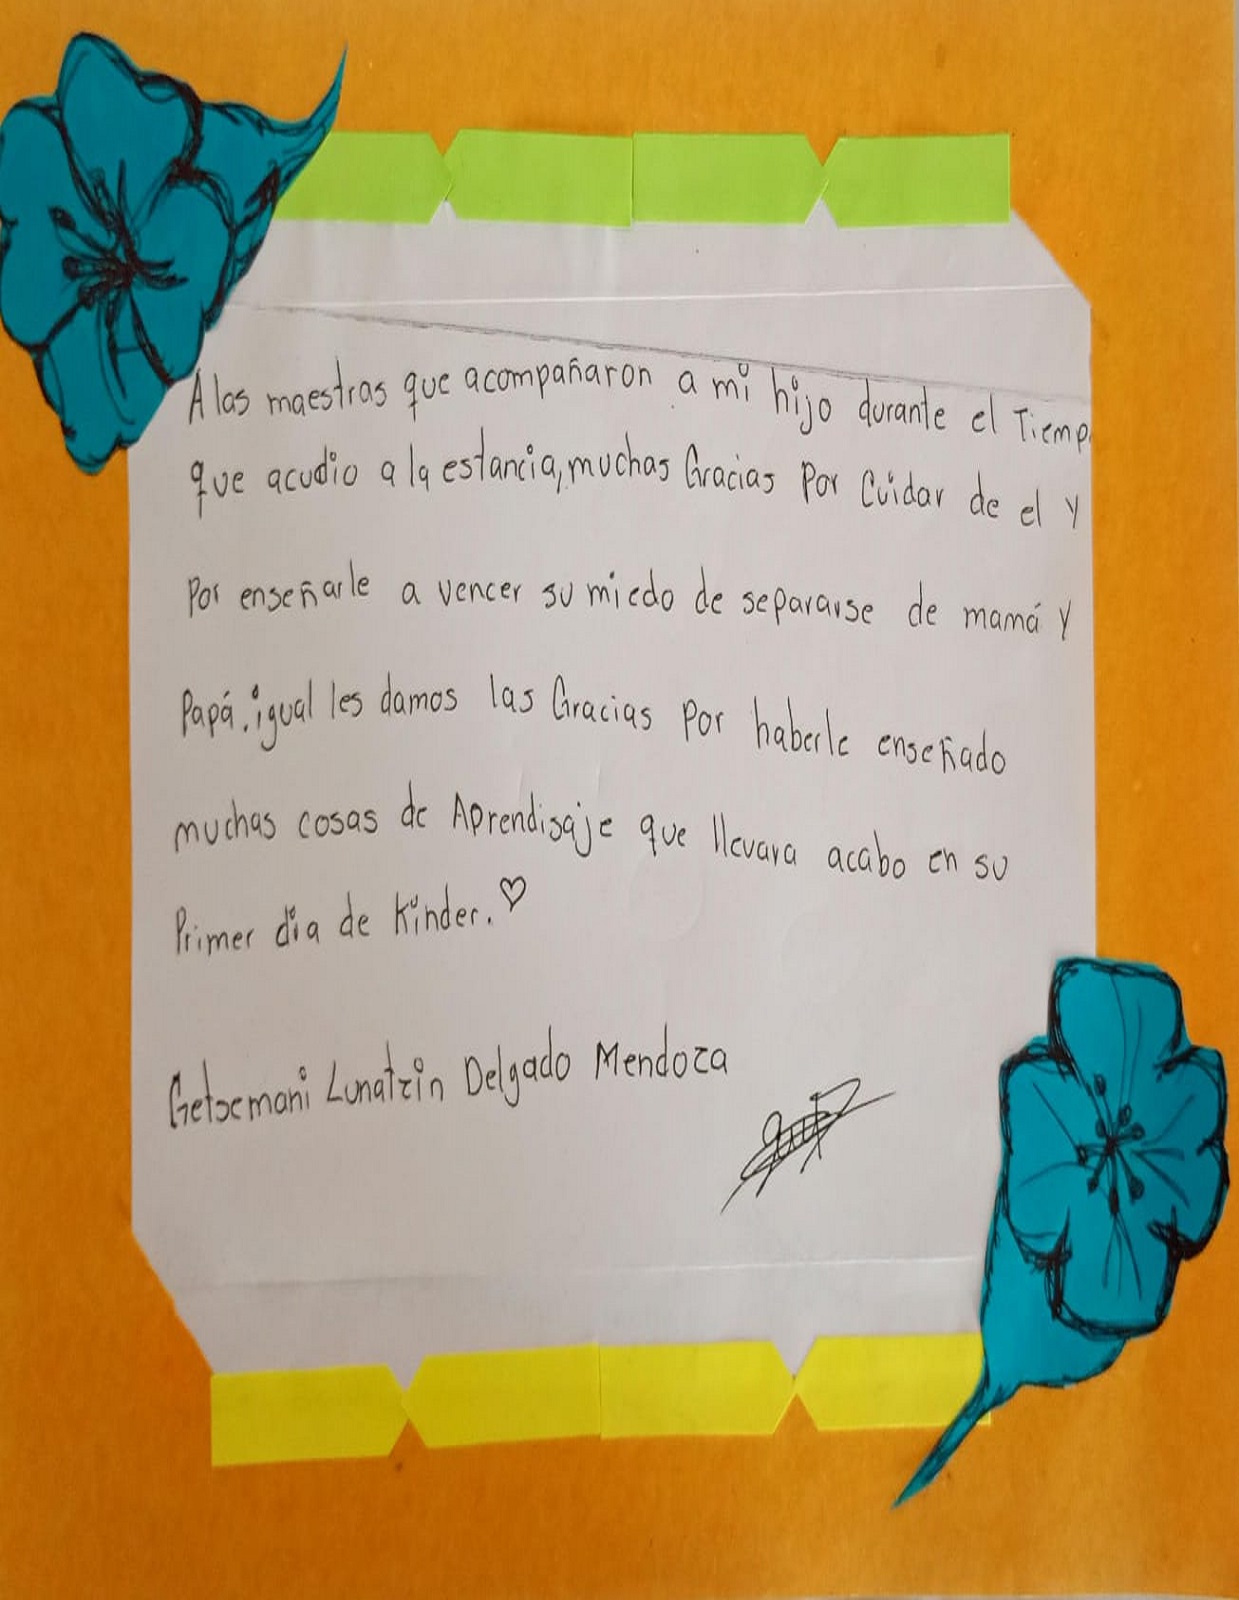 A las maestras que acompañaron a mi hijo durante el Tiemp
que acudio a la estancia, muchas Gracias Por Cuidar de el y
Por enseñarle a vencer su miedo de separarse de mamá y
Papá. igual les damos las Gracias Por haberle enseñado
muchas cosas de Aprendisaje que llevara acabo en su
Primer dia de Kinder. ♡
Getsemani Lunatzin Delgado Mendoza